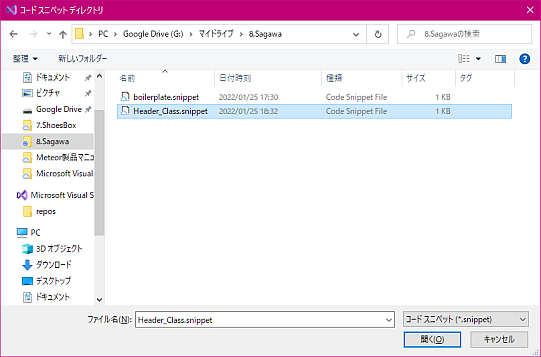 コード スニペット ディレクトリ
PC > Google Drive (G:) > マイドライブ > 8.Sagawa
8.Sagawaの検索
整理 新しいフォルダー
名前 日付時刻 種類 サイズ タグ
boilerplate.snippet 2022/01/25 17:30 Code Snippet File 1 KB
Header_Class.snippet 2022/01/25 18:32 Code Snippet File 1 KB
ドキュメント
ピクチャ
Google Drive
7.ShoesBox
8.Sagawa
Meteor製品マニュ
Microsoft Visual
Microsoft Visual S
repos
PC
3D オブジェクト
ダウンロード
デスクトップ
ドキュメント
ファイル名(N): Header_Class.snippet コード スニペット (*.snippet)
開く(O) キャンセル